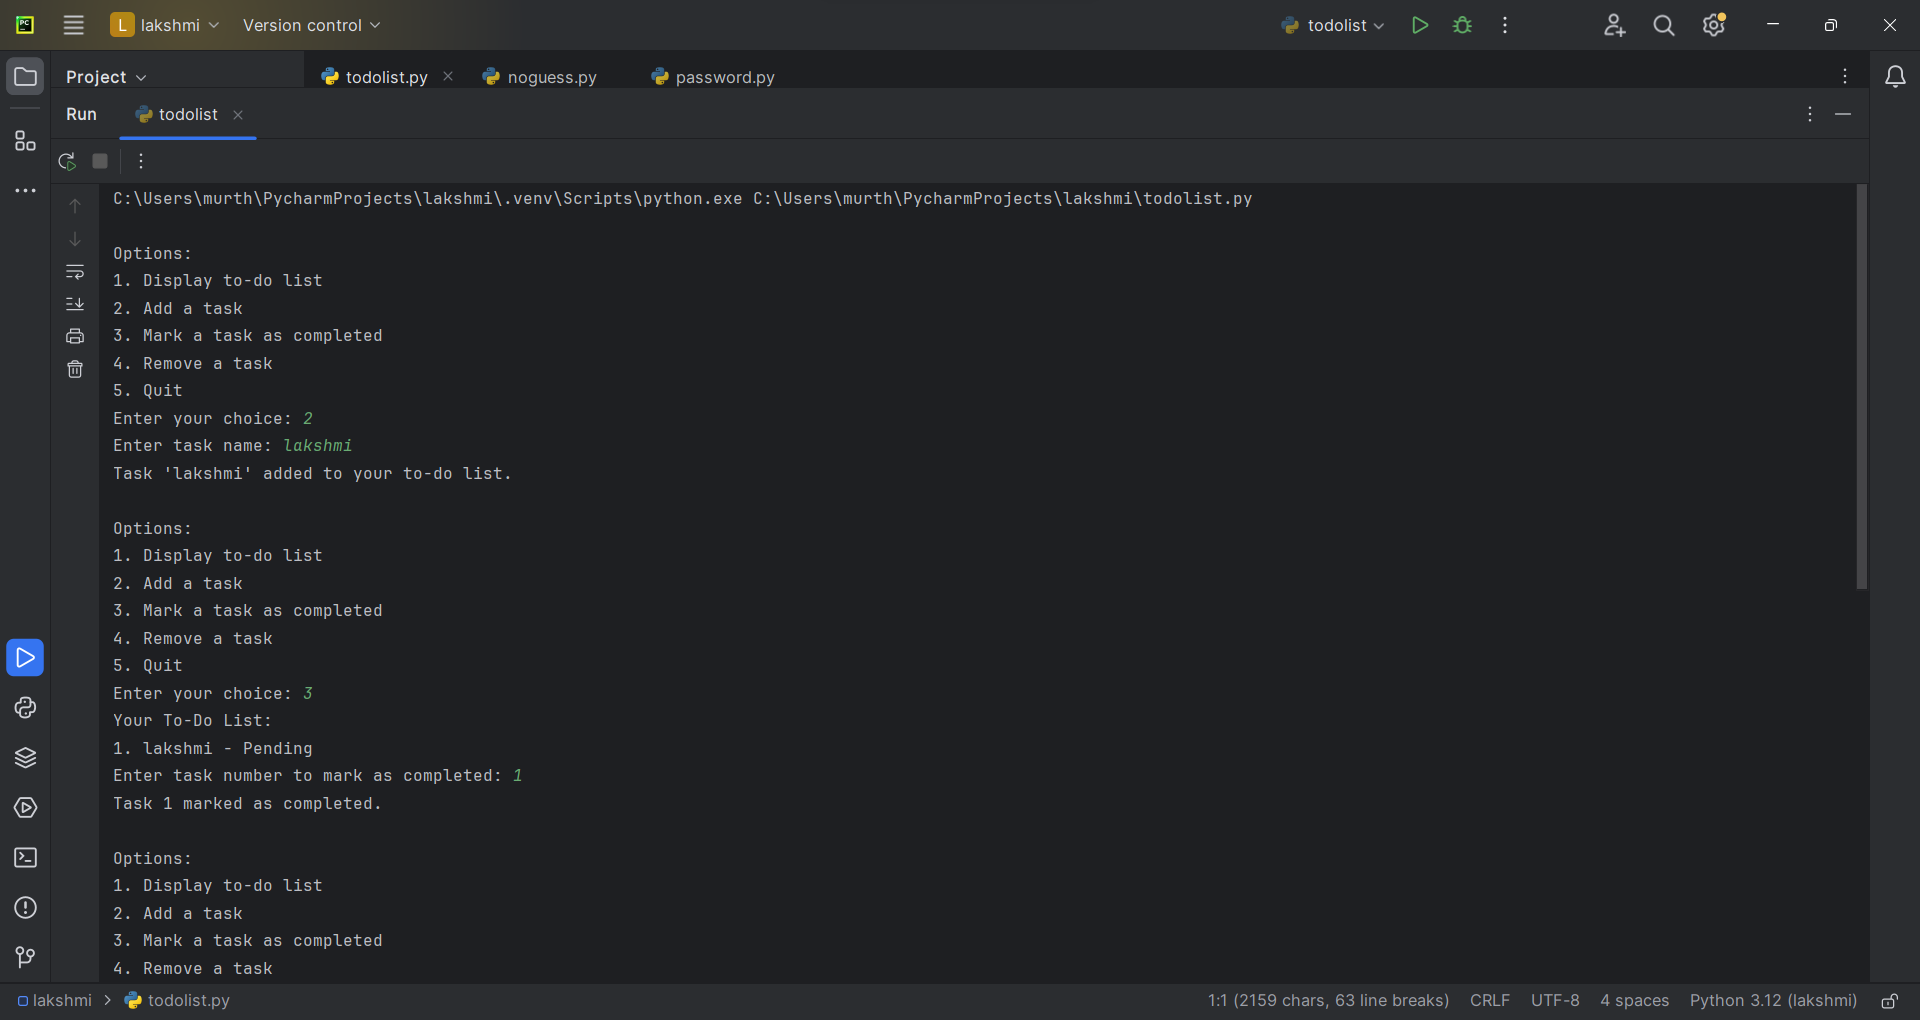 PC
L lakshmi Version control todolist
Project todolist.py noguess.py password.py
Run todolist
C:\Users\murth\PycharmProjects\lakshmi\.venv\Scripts\python.exe C:\Users\murth\PycharmProjects\lakshmi\todolist.py
Options:
1. Display to-do list
2. Add a task
3. Mark a task as completed
4. Remove a task
5. Quit
Enter your choice: 2
Enter task name: lakshmi
Task 'lakshmi' added to your to-do list.
Options:
1. Display to-do list
2. Add a task
3. Mark a task as completed
4. Remove a task
5. Quit
Enter your choice: 3
Your To-Do List:
1. lakshmi - Pending
Enter task number to mark as completed: 1
Task 1 marked as completed.
Options:
1. Display to-do list
2. Add a task
3. Mark a task as completed
4. Remove a task
lakshmi > todolist.py 1:1 (2159 chars, 63 line breaks) CRLF UTF-8 4 spaces Python 3.12 (lakshmi)